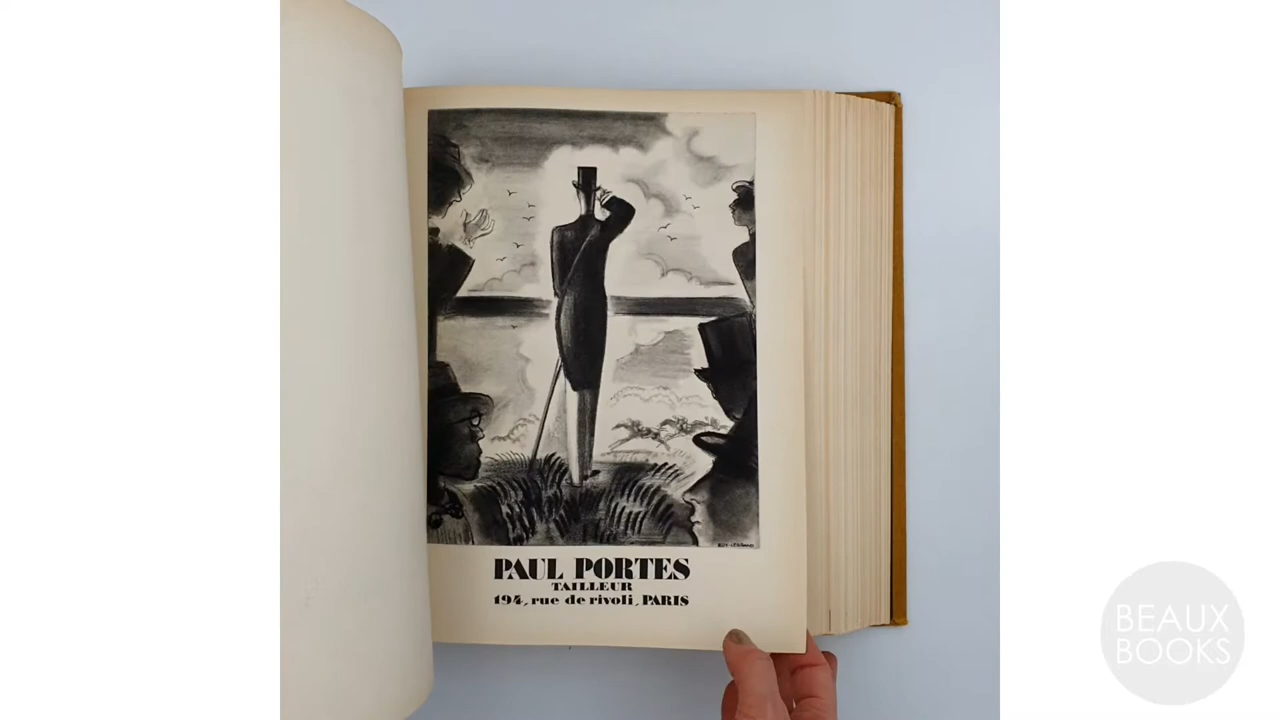 PAUL PORTES
TAILLEUR
194, rue de rivoli, PARIS
BEAUX
BOOKS